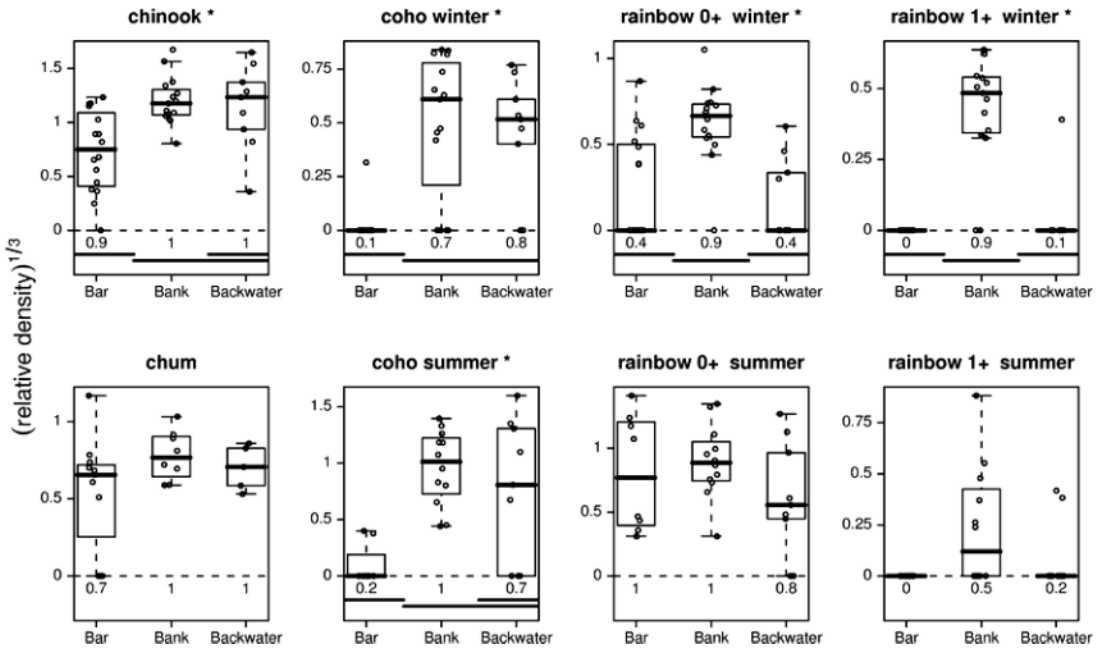 chinook * coho winter * rainbow 0+ winter * rainbow 1+ winter *
1.5 0.75 1 0.5
1 0.5 0.5 0.25
0.5 0.25 0 0
0 0
0.9 1 1 0.1 0.7 0.8 0.4 0.9 0.4 0 0.9 0.1
Bar Bank Backwater Bar Bank Backwater Bar Bank Backwater Bar Bank Backwater
(relative density)^1/3
chum coho summer * rainbow 0+ summer rainbow 1+ summer
1 1.5 1 0.75
0.5 1 0.5 0.5
0 0.5 0 0.25
0 0
0.7 1 1 0.2 1 0.7 1 1 0.8 0 0.5 0.2
Bar Bank Backwater Bar Bank Backwater Bar Bank Backwater Bar Bank Backwater